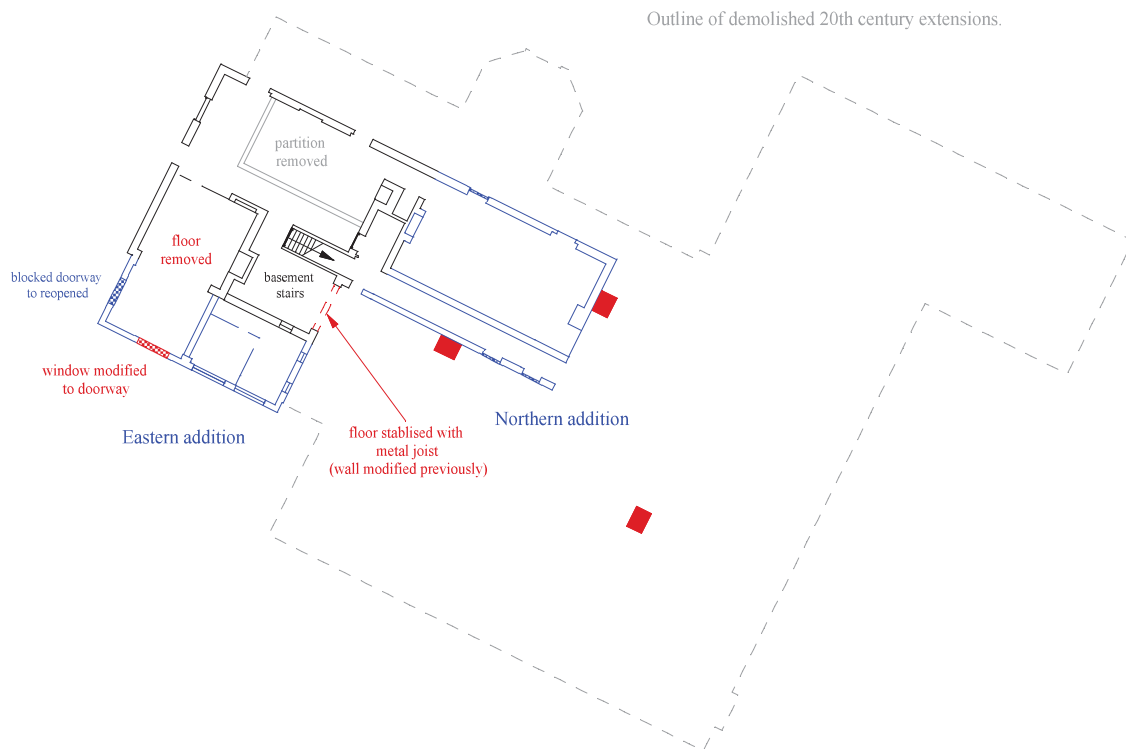 Outline of demolished 20th century extensions.
partition
removed
floor
removed
blocked doorway
to reopened
basement
stairs
window modified
to doorway
Eastern addition
Northern addition
floor stablised with
metal joist
(wall modified previously)